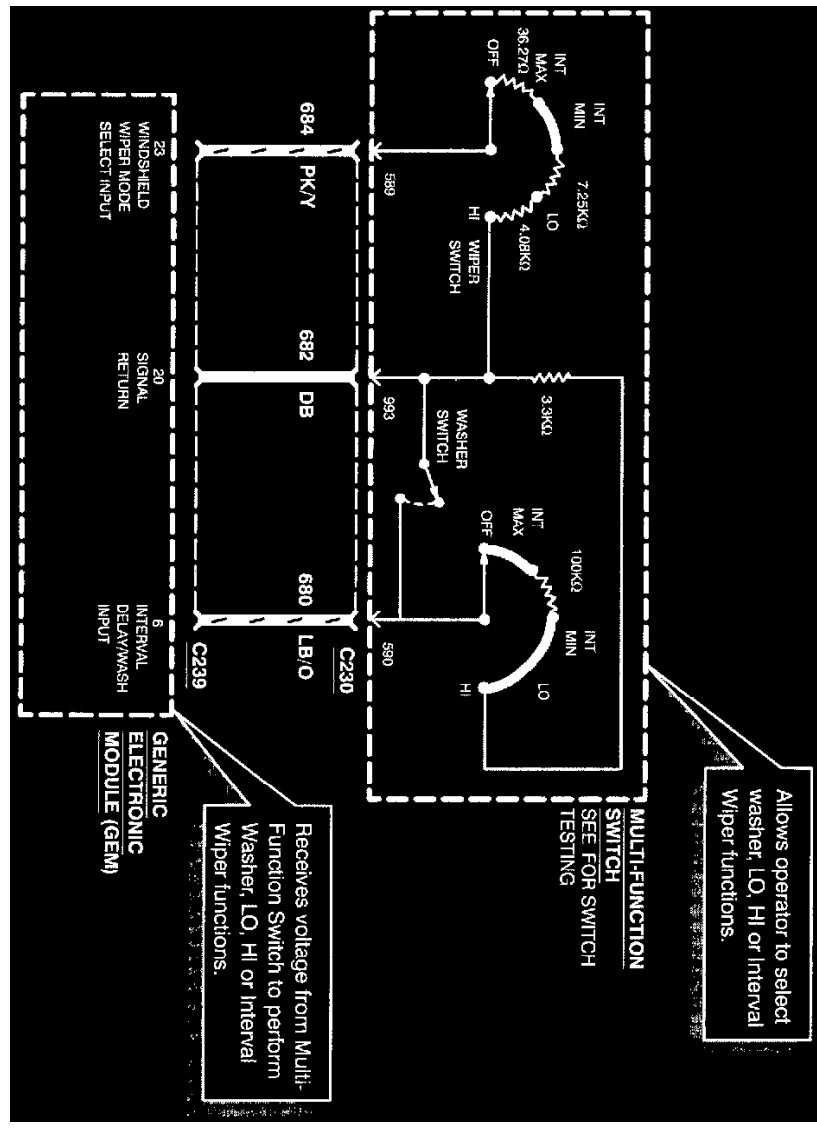 Allows operator to select
washer, LO, HI or Interval
Wiper functions.
MULTI-FUNCTION
SWITCH
SEE FOR SWITCH
TESTING
INT
MIN
INT
MAX
36.27Ω
OFF
7.25KΩ
LO
4.08KΩ
HI
WIPER
SWITCH
3.3KΩ
WASHER
SWITCH
INT
MIN
100KΩ
INT
MAX
OFF
LO
HI
589
993
590
C230
684
PK/Y
682
DB
680
LB/O
C239
23
WINDSHIELD
WIPER MODE
SELECT INPUT
20
SIGNAL
RETURN
6
INTERVAL
DELAY/WASH
INPUT
GENERIC
ELECTRONIC
MODULE (GEM)
Receives voltage from Multi-
Function Switch to perform
Washer, LO, HI or Interval
Wiper functions.